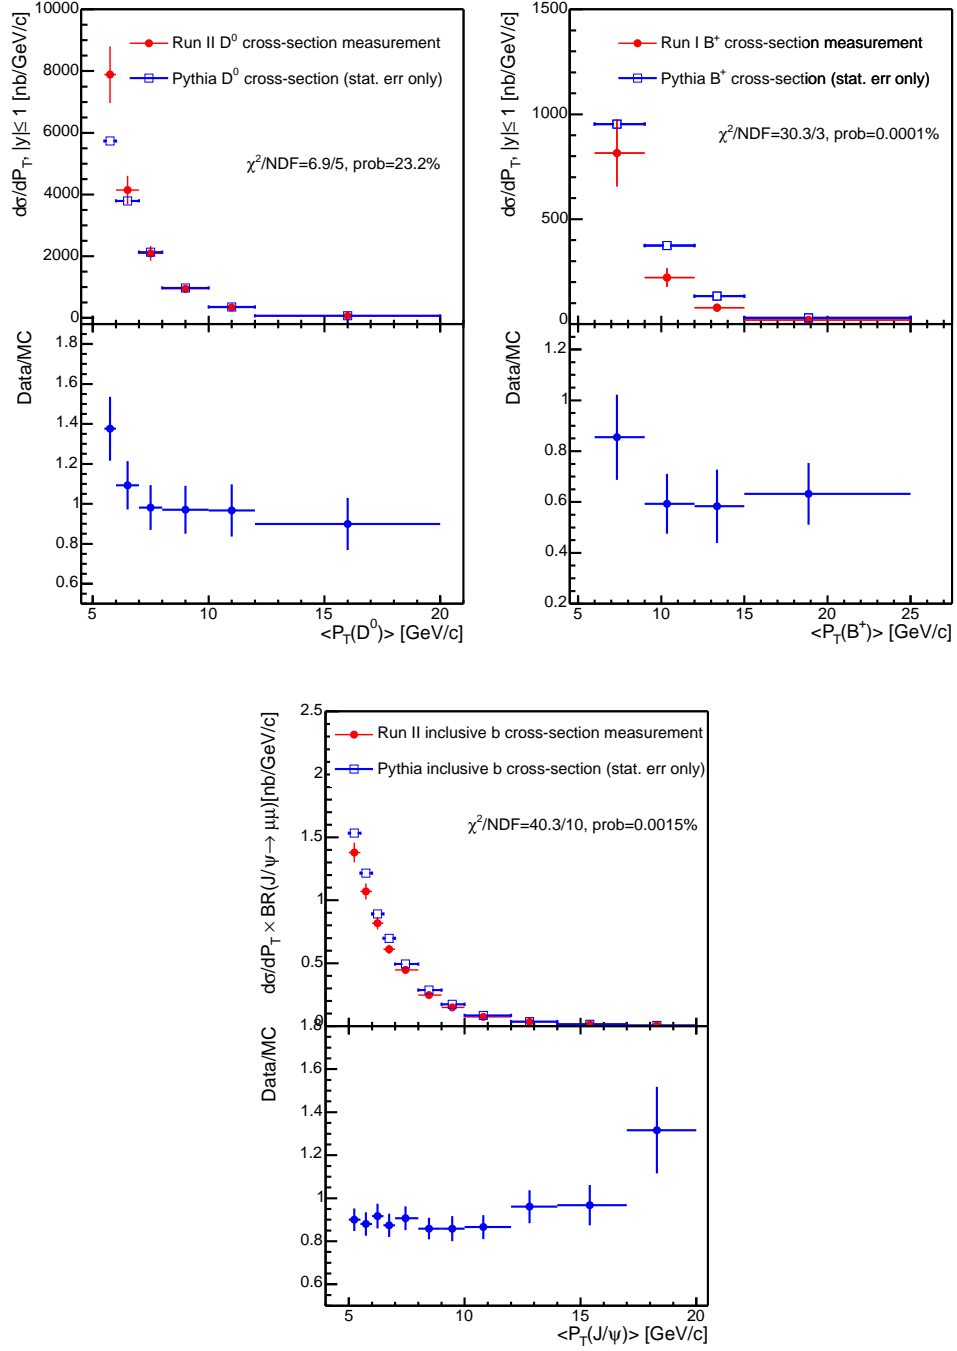 dσ/dP_T, |y|≤ 1 [nb/GeV/c]
10000
8000
6000
4000
2000
0
Run II D⁰ cross-section measurement
Pythia D⁰ cross-section (stat. err only)
χ²/NDF=6.9/5, prob=23.2%
Data/MC
1.8
1.6
1.4
1.2
1
0.8
0.6
5 10 15 20
<P_T(D⁰)> [GeV/c]
dσ/dP_T, |y|≤ 1 [nb/GeV/c]
1500
1000
500
0
Run I B⁺ cross-section measurement
Pythia B⁺ cross-section (stat. err only)
χ²/NDF=30.3/3, prob=0.0001%
Data/MC
1.2
1
0.8
0.6
0.4
0.2
5 10 15 20 25
<P_T(B⁺)> [GeV/c]
dσ/dP_T × BR(J/ψ→ μμ)[nb/GeV/c]
2.5
2
1.5
1
0.5
0
Run II inclusive b cross-section measurement
Pythia inclusive b cross-section (stat. err only)
χ²/NDF=40.3/10, prob=0.0015%
Data/MC
1.8
1.6
1.4
1.2
1
0.8
0.6
5 10 15 20
<P_T(J/ψ)> [GeV/c]